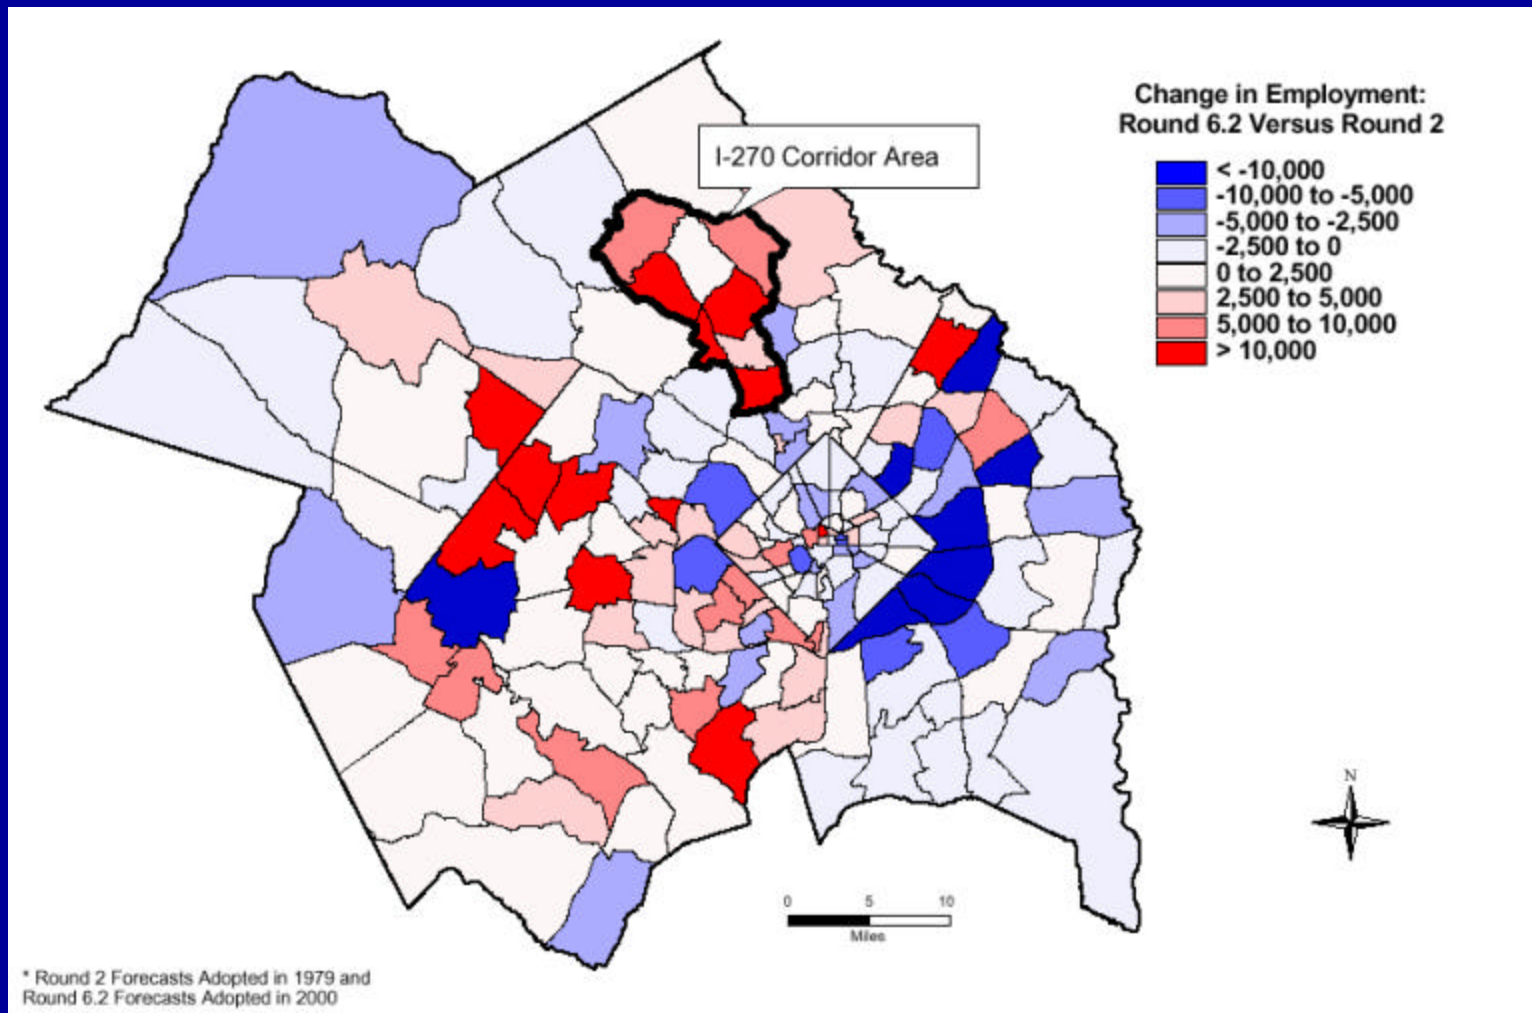 Change in Employment:
Round 6.2 Versus Round 2
I-270 Corridor Area
< -10,000
-10,000 to -5,000
-5,000 to -2,500
-2,500 to 0
0 to 2,500
2,500 to 5,000
5,000 to 10,000
> 10,000
N
0 5 10
Miles
* Round 2 Forecasts Adopted in 1979 and
Round 6.2 Forecasts Adopted in 2000